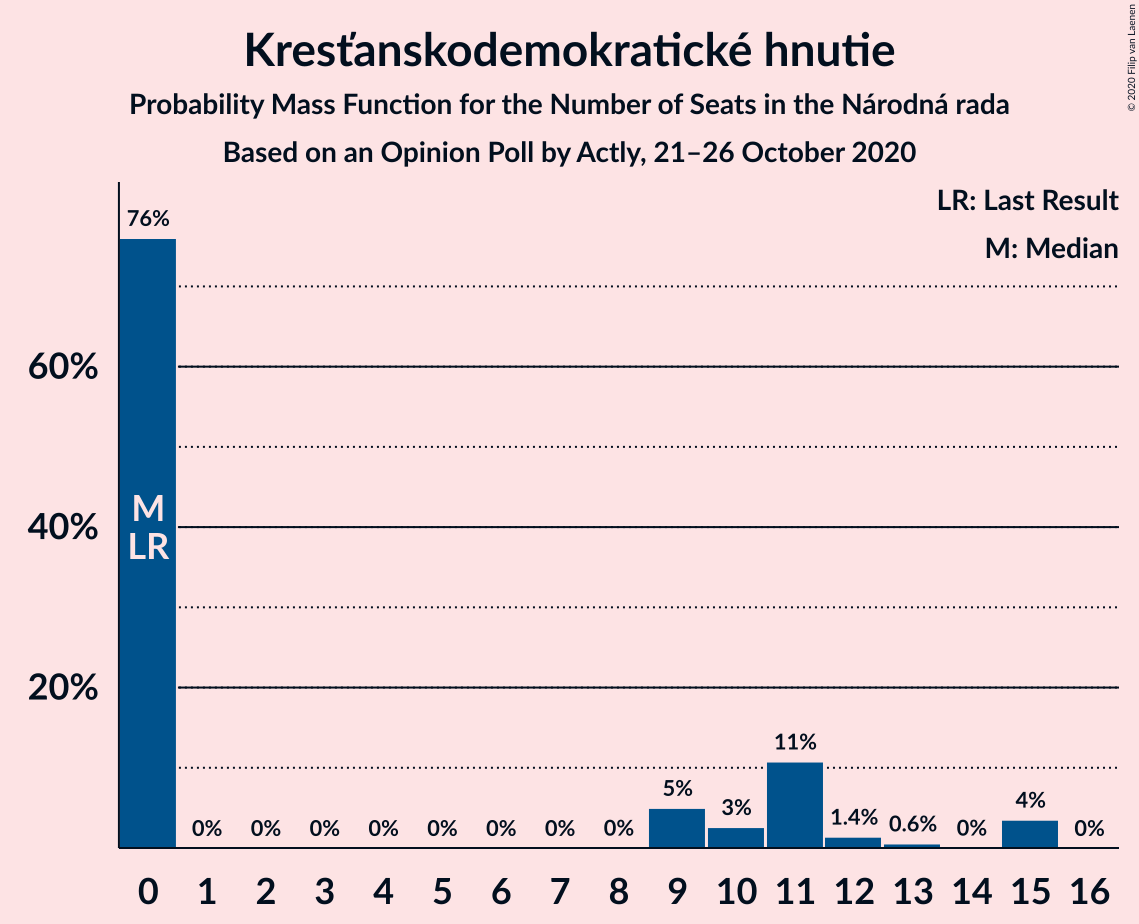 Kresťanskodemokratické hnutie
Probability Mass Function for the Number of Seats in the Národná rada
Based on an Opinion Poll by Actly, 21–26 October 2020
© 2020 Filip van Laenen
LR: Last Result
M: Median
60%
40%
20%
76%
M
LR
0%
0%
0%
0%
0%
0%
0%
0%
5%
3%
11%
1.4%
0.6%
0%
4%
0%
0 1 2 3 4 5 6 7 8 9 10 11 12 13 14 15 16